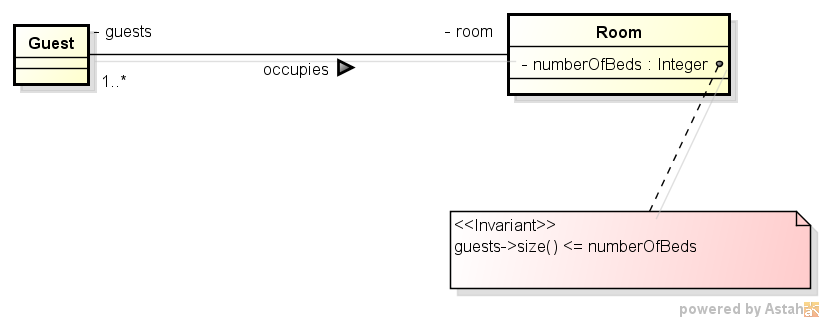 Guest
- guests
1..*
occupies
- room
Room
- numberOfBeds : Integer
<<Invariant>>
guests->size() <= numberOfBeds
powered by Astah